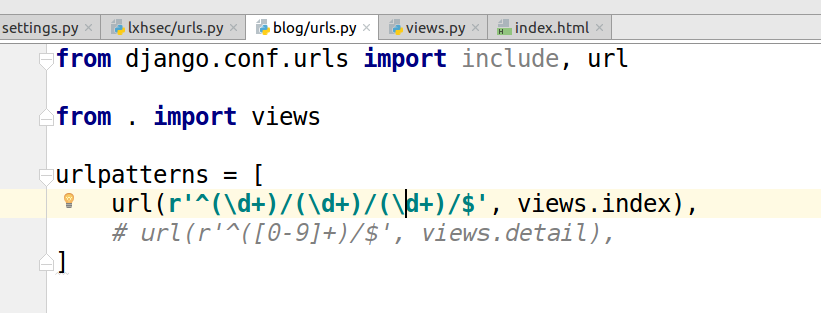 settings.py lxhsec/urls.py blog/urls.py views.py index.html
from django.conf.urls import include, url
from . import views
urlpatterns = [
url(r'^(\d+)/(\d+)/(\d+)/$', views.index),
# url(r'^([0-9]+)/$', views.detail),
]